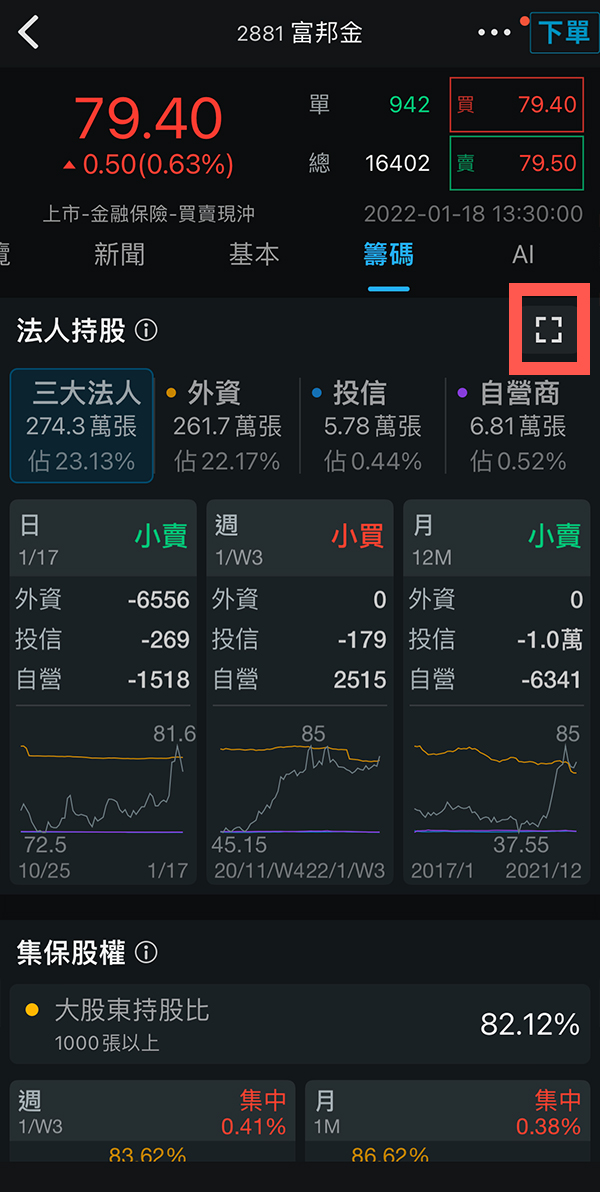 2881 富邦金
下單
79.40
0.50(0.63%)
單 942
總 16402
買 79.40
賣 79.50
上市-金融保險-買賣現沖
2022-01-18 13:30:00
覽 新聞 基本 籌碼 AI
法人持股
三大法人 外資 投信 自營商
274.3萬張 261.7萬張 5.78萬張 6.81萬張
佔23.13% 佔22.17% 佔0.44% 佔0.52%
日 小賣
1/17
外資 -6556
投信 -269
自營 -1518
81.6
72.5
10/25 1/17
週 小買
1/W3
外資 0
投信 -179
自營 2515
85
45.15
20/11/W422/1/W3
月 小賣
12M
外資 0
投信 -1.0萬
自營 -6341
85
37.55
2017/1 2021/12
集保股權
大股東持股比
1000張以上
82.12%
週 集中
1/W3 0.41%
83.62%
月 集中
1M 0.38%
86.62%